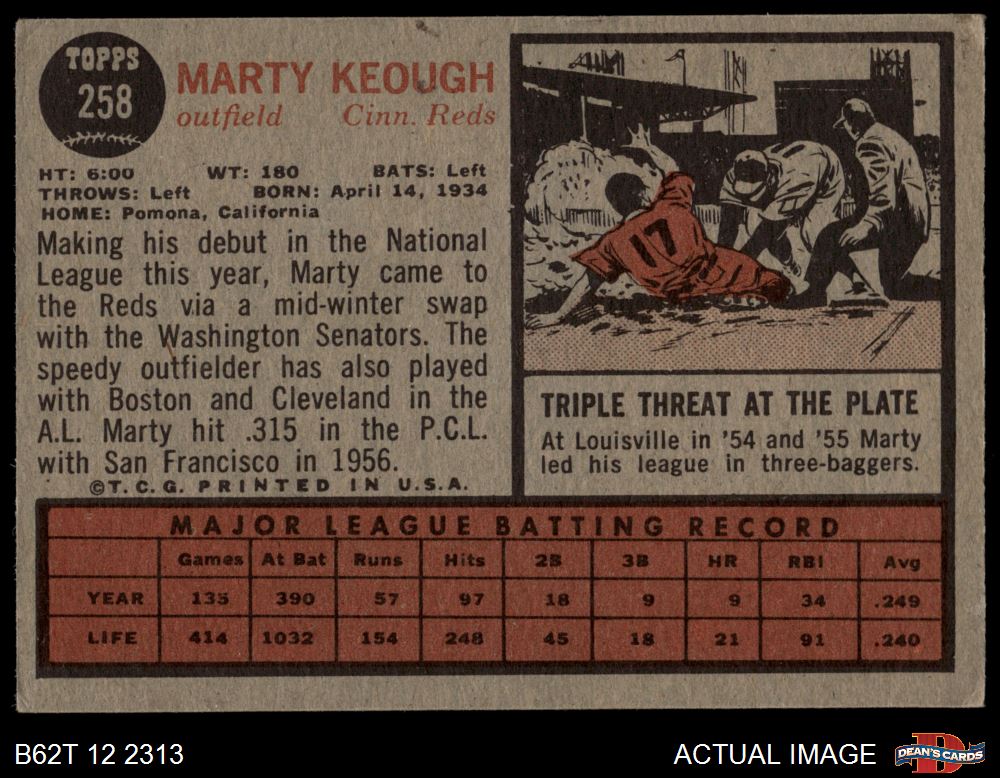 TOPPS
258
MARTY KEOUGH
outfield Cinn. Reds
HT: 6:00 WT: 180 BATS: Left
THROWS: Left BORN: April 14, 1934
HOME: Pomona, California
Making his debut in the National
League this year, Marty came to
the Reds via a mid-winter swap
with the Washington Senators. The
speedy outfielder has also played
with Boston and Cleveland in the
A.L. Marty hit .315 in the P.C.L.
with San Francisco in 1956.
©T.C.G. PRINTED IN U.S.A.
17
TRIPLE THREAT AT THE PLATE
At Louisville in '54 and '55 Marty
led his league in three-baggers.
MAJOR LEAGUE BATTING RECORD
Games At Bat Runs Hits 2B 3B HR RBI Avg
YEAR 135 390 57 97 18 9 9 34 .249
LIFE 414 1032 154 248 45 18 21 91 .240
B62T 12 2313
ACTUAL IMAGE
D
DEAN'S CARDS